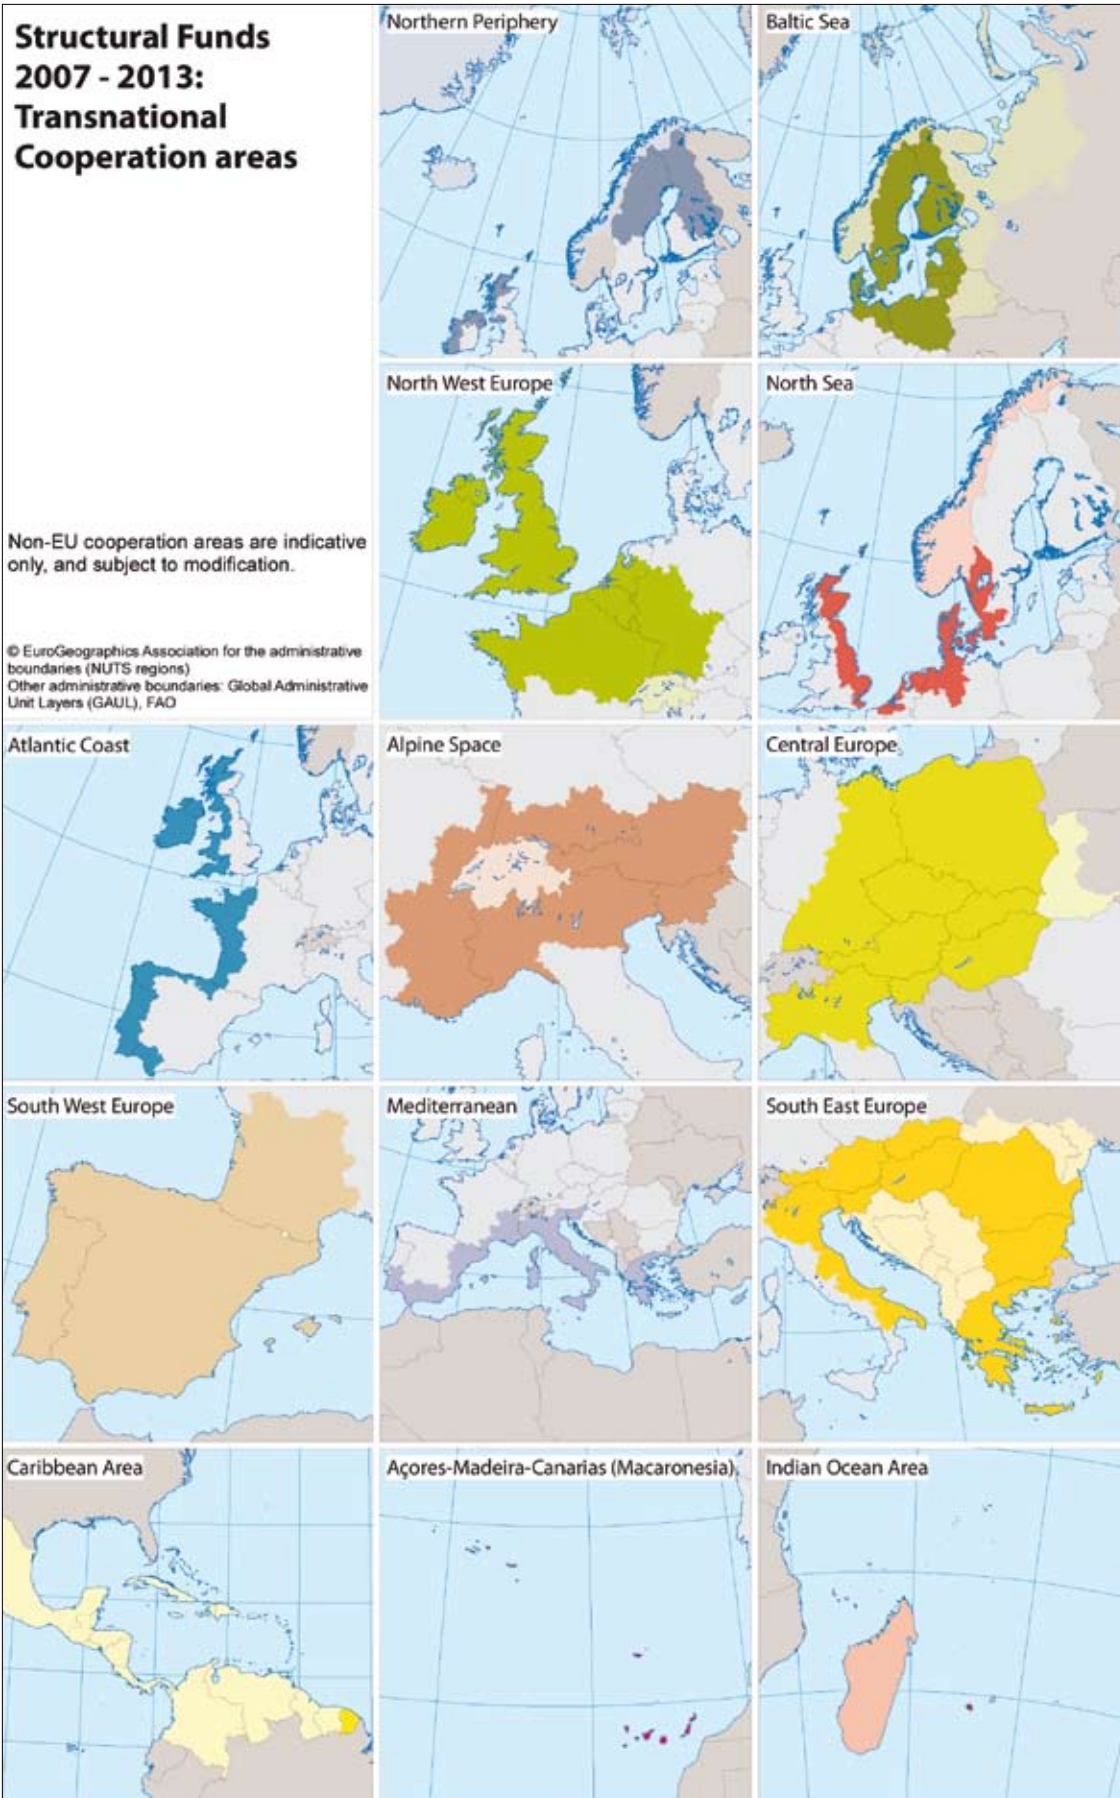 Structural Funds
2007 - 2013:
Transnational
Cooperation areas
Northern Periphery
Baltic Sea
North West Europe
North Sea
Non-EU cooperation areas are indicative
only, and subject to modification.
© EuroGeographics Association for the administrative
boundaries (NUTS regions)
Other administrative boundaries: Global Administrative
Unit Layers (GAUL), FAO
Atlantic Coast
Alpine Space
Central Europe
South West Europe
Mediterranean
South East Europe
Caribbean Area
Açores-Madeira-Canarias (Macaronesia)
Indian Ocean Area